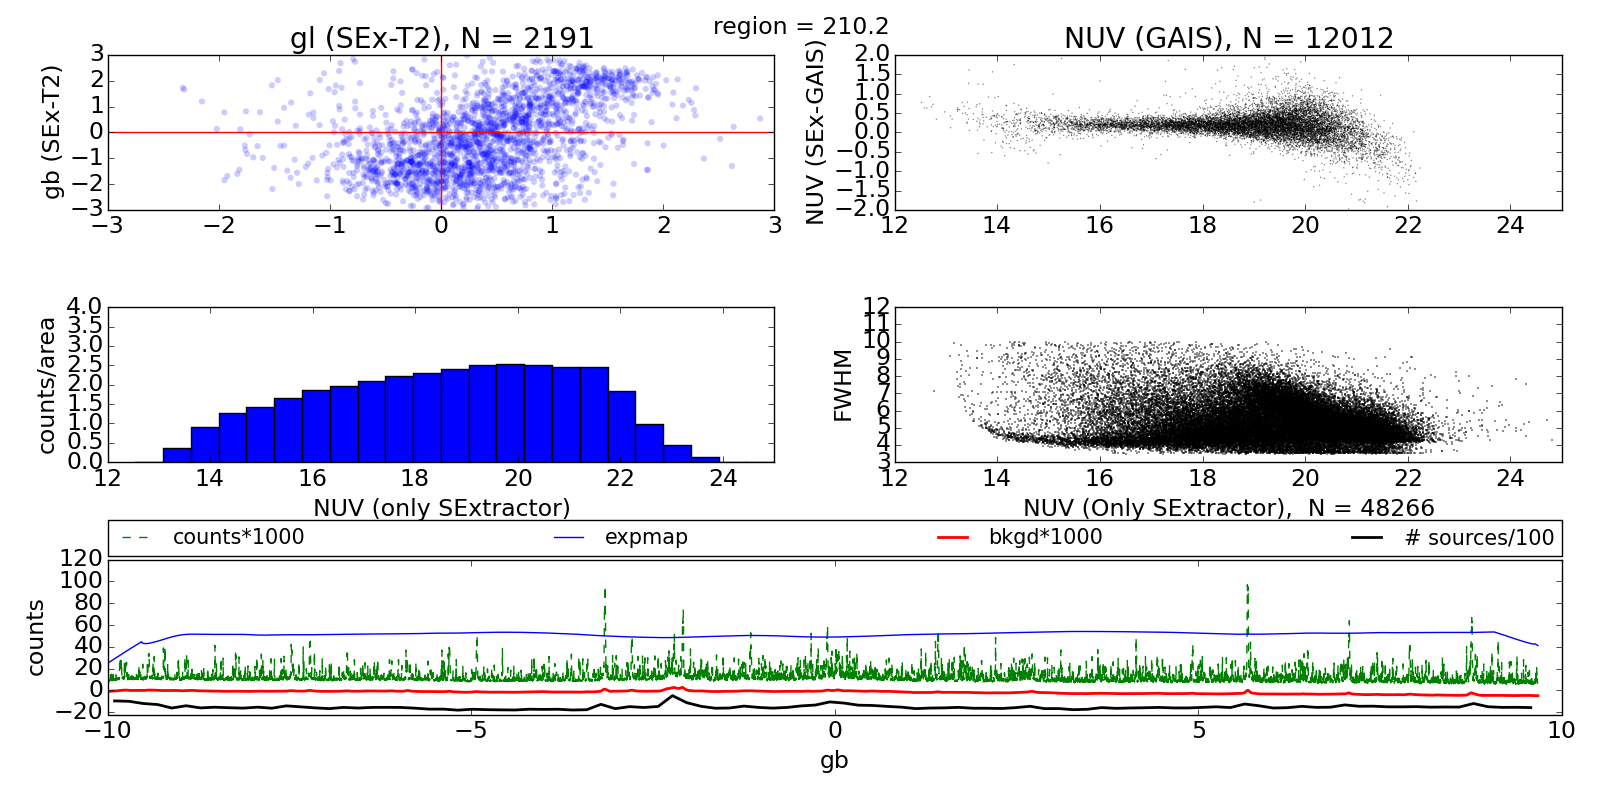 region = 210.2
gl (SEx-T2), N = 2191
gb (SEx-T2)
3
2
1
0
−1
−2
−3
−3 −2 −1 0 1 2 3
NUV (GAIS), N = 12012
NUV (SEx-GAIS)
2.0
1.5
1.0
0.5
0.0
−0.5
−1.0
−1.5
−2.0
12 14 16 18 20 22 24
counts/area
4.0
3.5
3.0
2.5
2.0
1.5
1.0
0.5
0.0
12 14 16 18 20 22 24
NUV (only SExtractor)
FWHM
12
11
10
9
8
7
6
5
4
3
12 14 16 18 20 22 24
NUV (Only SExtractor), N = 48266
counts*1000 expmap bkgd*1000 # sources/100
counts
120
100
80
60
40
20
0
−20
−10 −5 0 5 10
gb